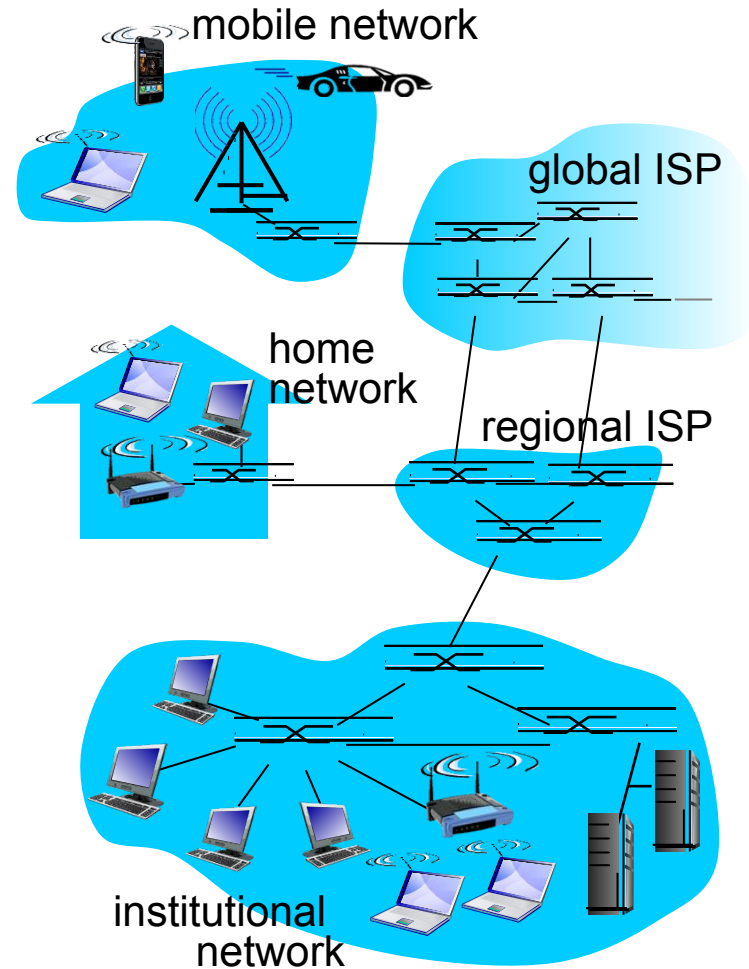 mobile network
global ISP
home
network
regional ISP
institutional
network